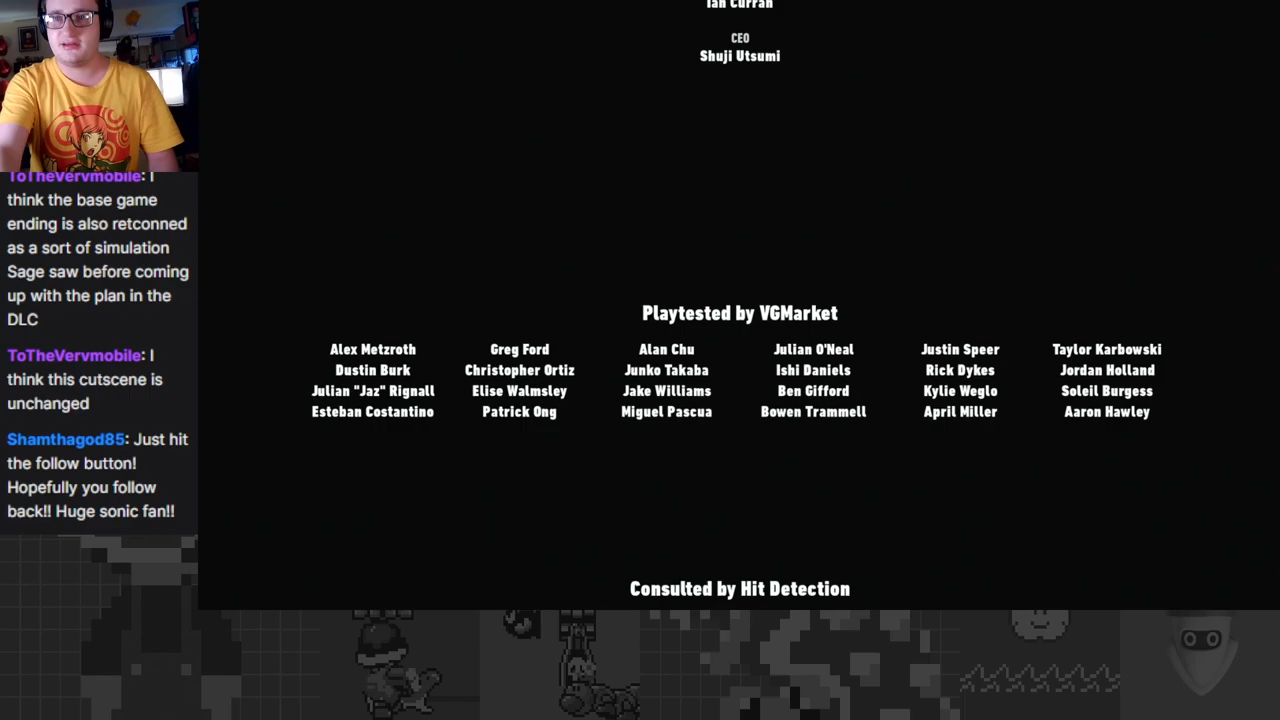 Ian Curran
CEO
Shuji Utsumi
ToTheVervmobile: I
think the base game
ending is also retconned
as a sort of simulation
Sage saw before coming
up with the plan in the
DLC
ToTheVervmobile: I
think this cutscene is
unchanged
Shamthagod85: Just hit
the follow button!
Hopefully you follow
back!! Huge sonic fan!!
Playtested by VGMarket
Alex Metzroth Greg Ford Alan Chu Julian O'Neal Justin Speer Taylor Karbowski
Dustin Burk Christopher Ortiz Junko Takaba Ishi Daniels Rick Dykes Jordan Holland
Julian "Jaz" Rignall Elise Walmsley Jake Williams Ben Gifford Kylie Weglo Soleil Burgess
Esteban Costantino Patrick Ong Miguel Pascua Bowen Trammell April Miller Aaron Hawley
Consulted by Hit Detection